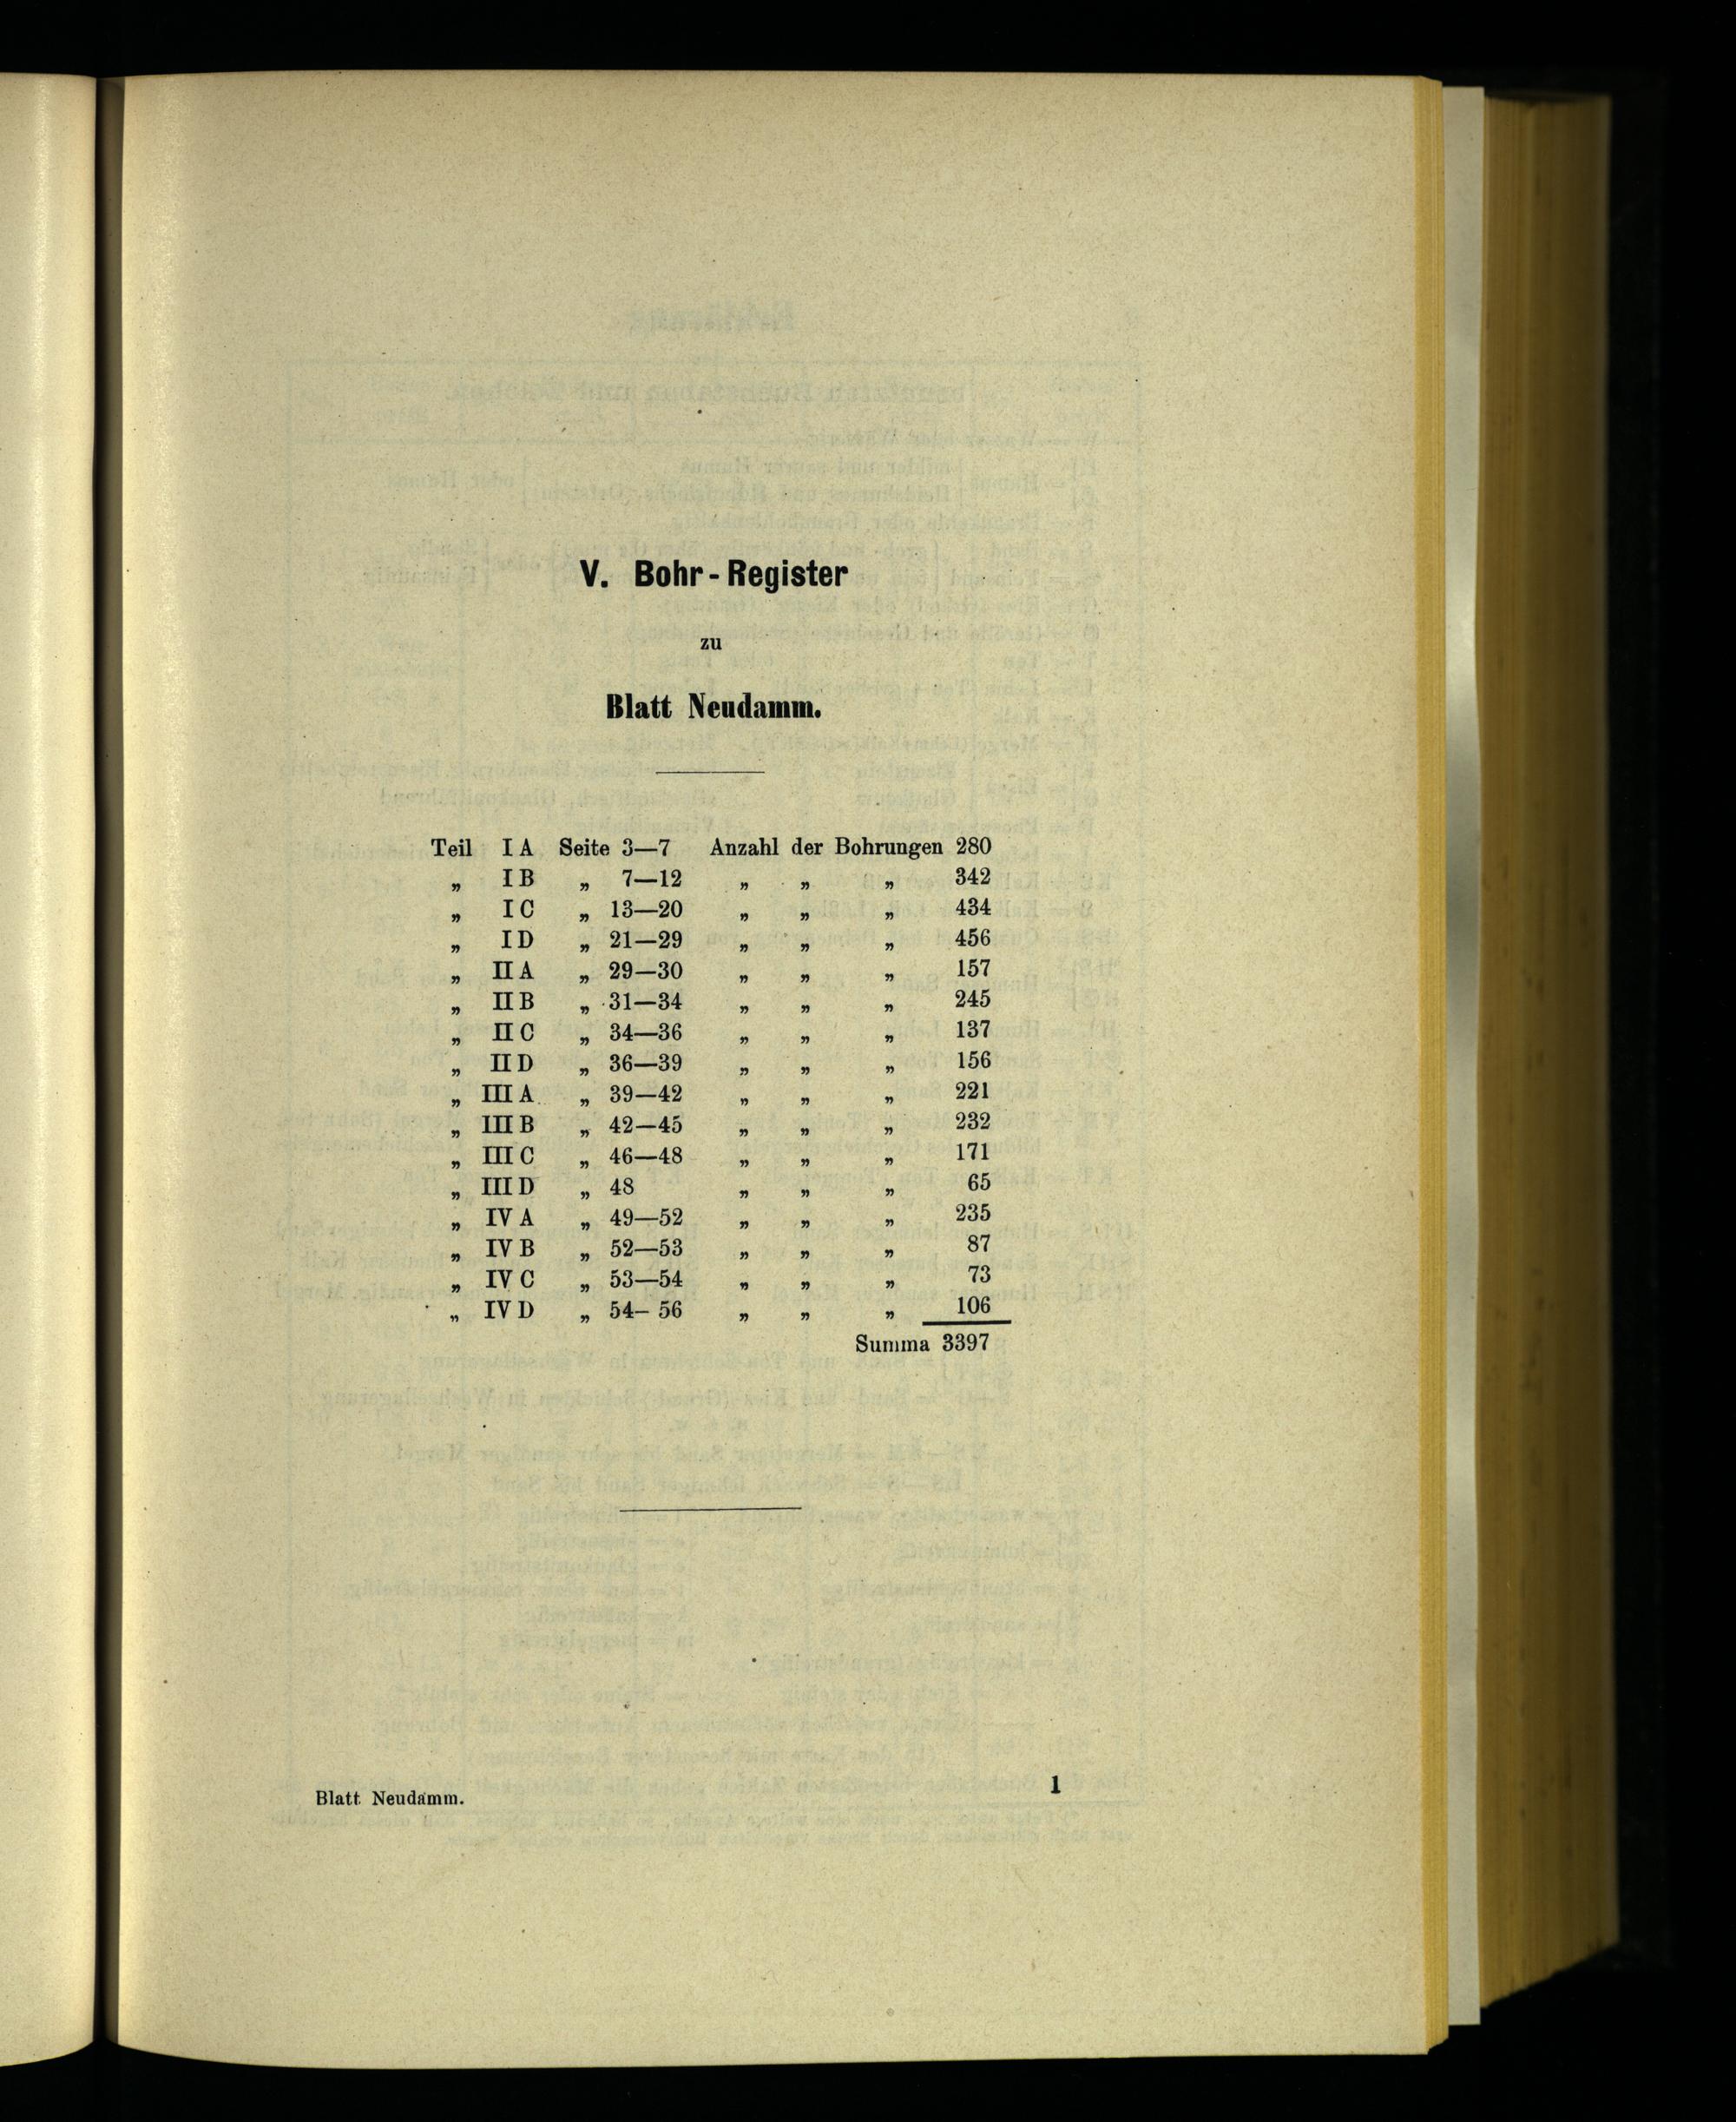 V. Bohr-Register
zu
Blatt Neudamm.
Teil I A Seite 3—7 Anzahl der Bohrungen 280
„ I B „ 7—12 „ „ „ 342
„ I C „ 13—20 „ „ „ 434
„ I D „ 21—29 „ „ „ 456
„ II A „ 29—30 „ „ „ 157
„ II B „ 31—34 „ „ „ 245
„ II C „ 34—36 „ „ „ 137
„ II D „ 36—39 „ „ „ 156
„ III A „ 39—42 „ „ „ 221
„ III B „ 42—45 „ „ „ 232
„ III C „ 46—48 „ „ „ 171
„ III D „ 48 „ „ „ 65
„ IV A „ 49—52 „ „ „ 235
„ IV B „ 52—53 „ „ „ 87
„ IV C „ 53—54 „ „ „ 73
„ IV D „ 54– 56 „ „ „ 106
Summa 3397
Blatt Neudamm. 1